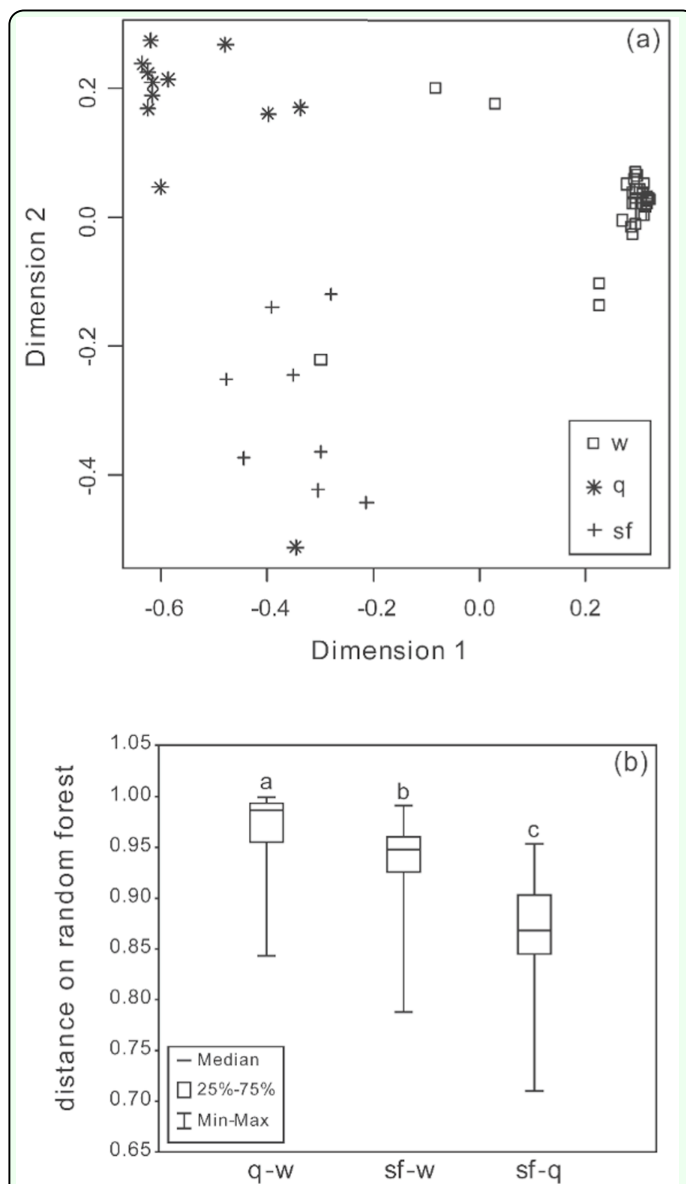 (a)
0.2
0.0
-0.2
-0.4
Dimension 2
w
q
sf
-0.6 -0.4 -0.2 0.0 0.2
Dimension 1
(b)
1.05
1.00
0.95
0.90
0.85
0.80
0.75
0.70
0.65
distance on random forest
a
b
c
Median
25%-75%
Min-Max
q-w sf-w sf-q